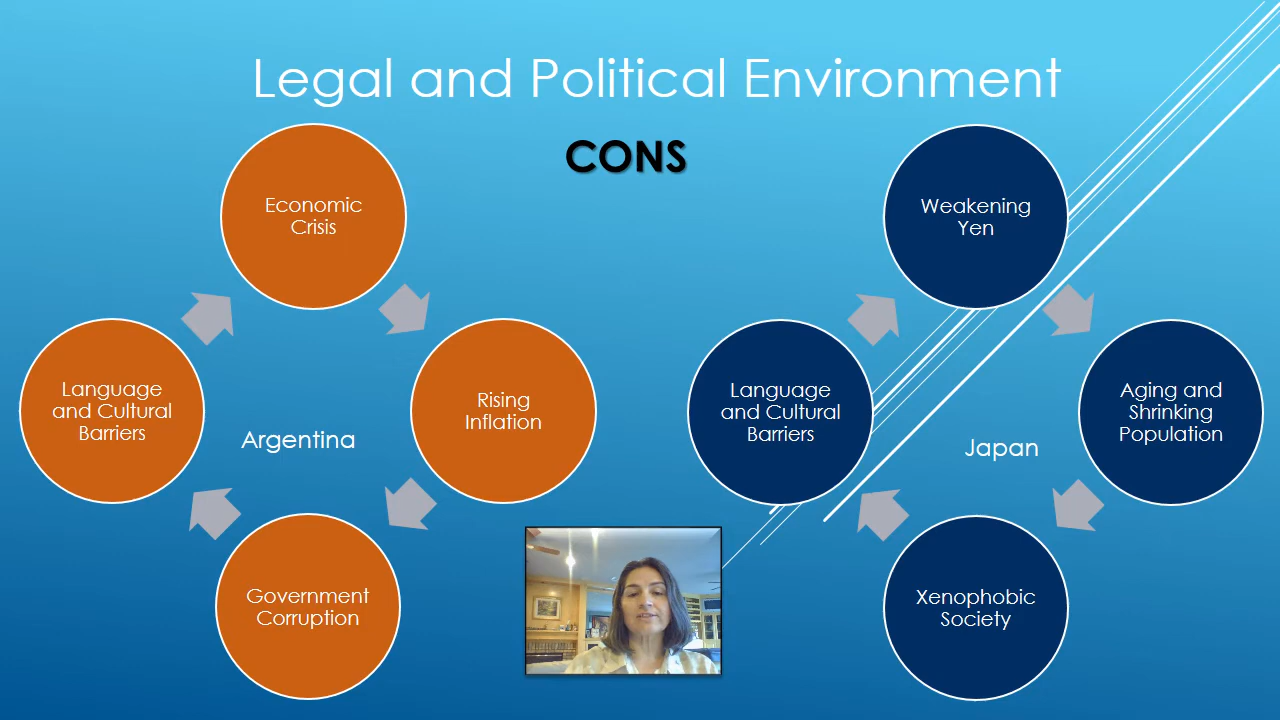 Legal and Political Environment
CONS
Economic
Crisis
Rising
Inflation
Government
Corruption
Language
and Cultural
Barriers
Argentina
Weakening
Yen
Aging and
Shrinking
Population
Xenophobic
Society
Language
and Cultural
Barriers
Japan